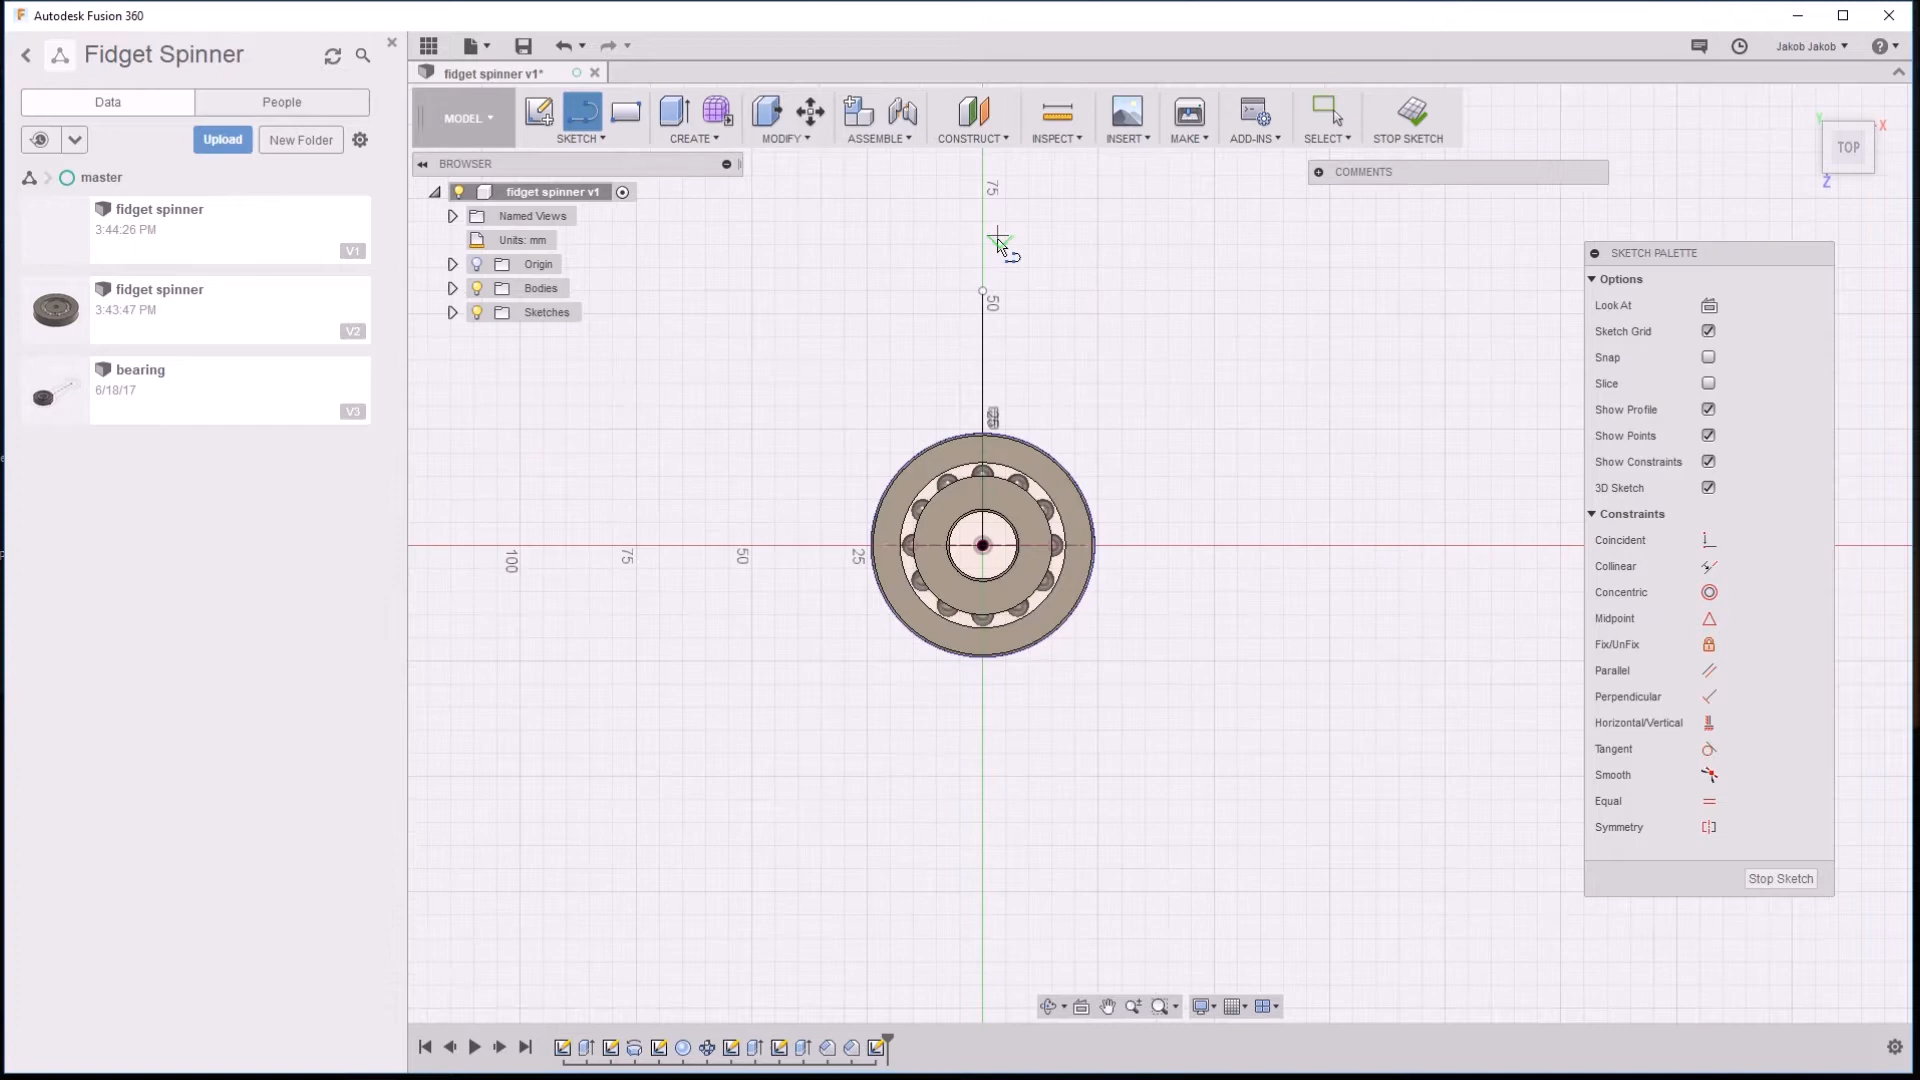 Autodesk Fusion 360
Fidget Spinner
Data
People
Upload
New Folder
master
fidget spinner
3:44:26 PM
V1
fidget spinner
3:43:47 PM
V2
bearing
6/18/17
V3
Jakob Jakob
fidget spinner v1*
MODEL
SKETCH
CREATE
MODIFY
ASSEMBLE
CONSTRUCT
INSPECT
INSERT
MAKE
ADD-INS
SELECT
STOP SKETCH
BROWSER
fidget spinner v1
Named Views
Units: mm
Origin
Bodies
Sketches
COMMENTS
TOP
X
Y
Z
75
50
100
75
50
25
SKETCH PALETTE
Options
Look At
Sketch Grid
Snap
Slice
Show Profile
Show Points
Show Constraints
3D Sketch
Constraints
Coincident
Collinear
Concentric
Midpoint
Fix/UnFix
Parallel
Perpendicular
Horizontal/Vertical
Tangent
Smooth
Equal
Symmetry
Stop Sketch